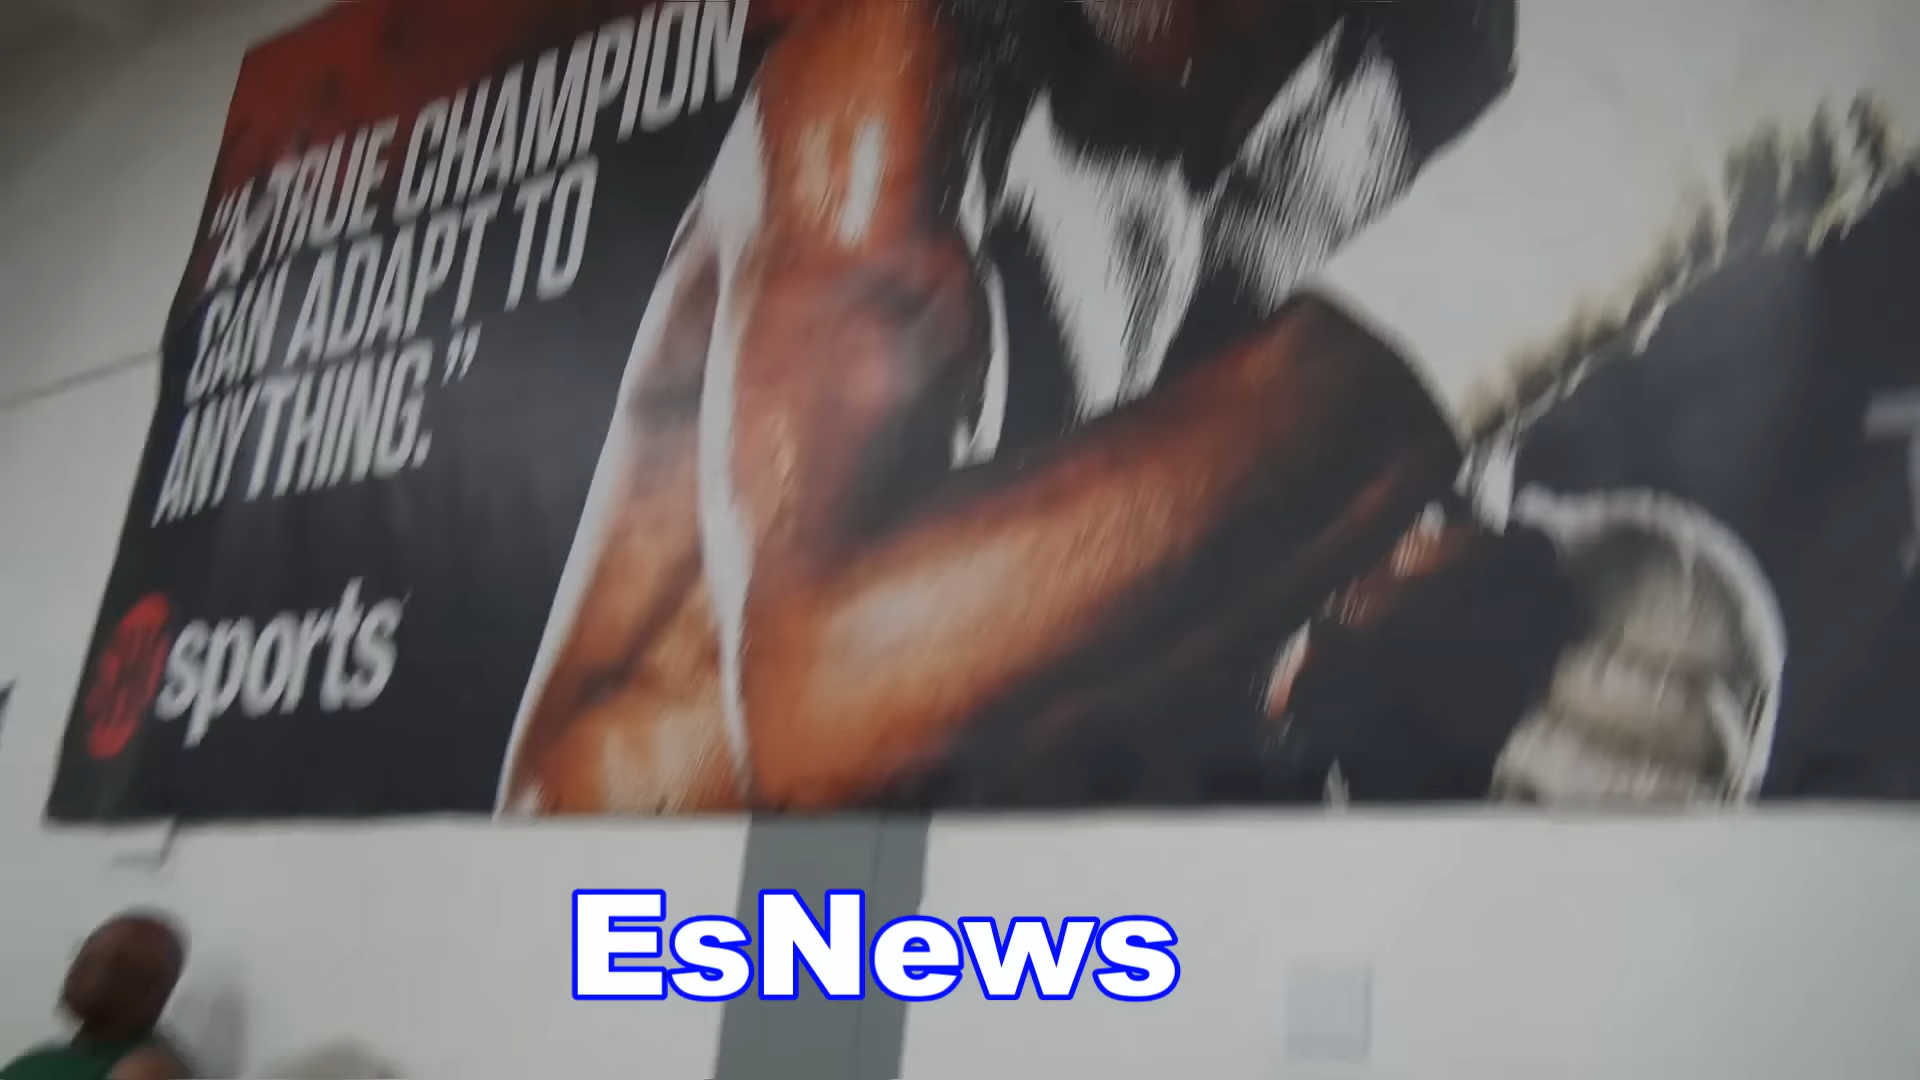 "A TRUE CHAMPION
CAN ADAPT TO
ANYTHING."
sports
EsNews